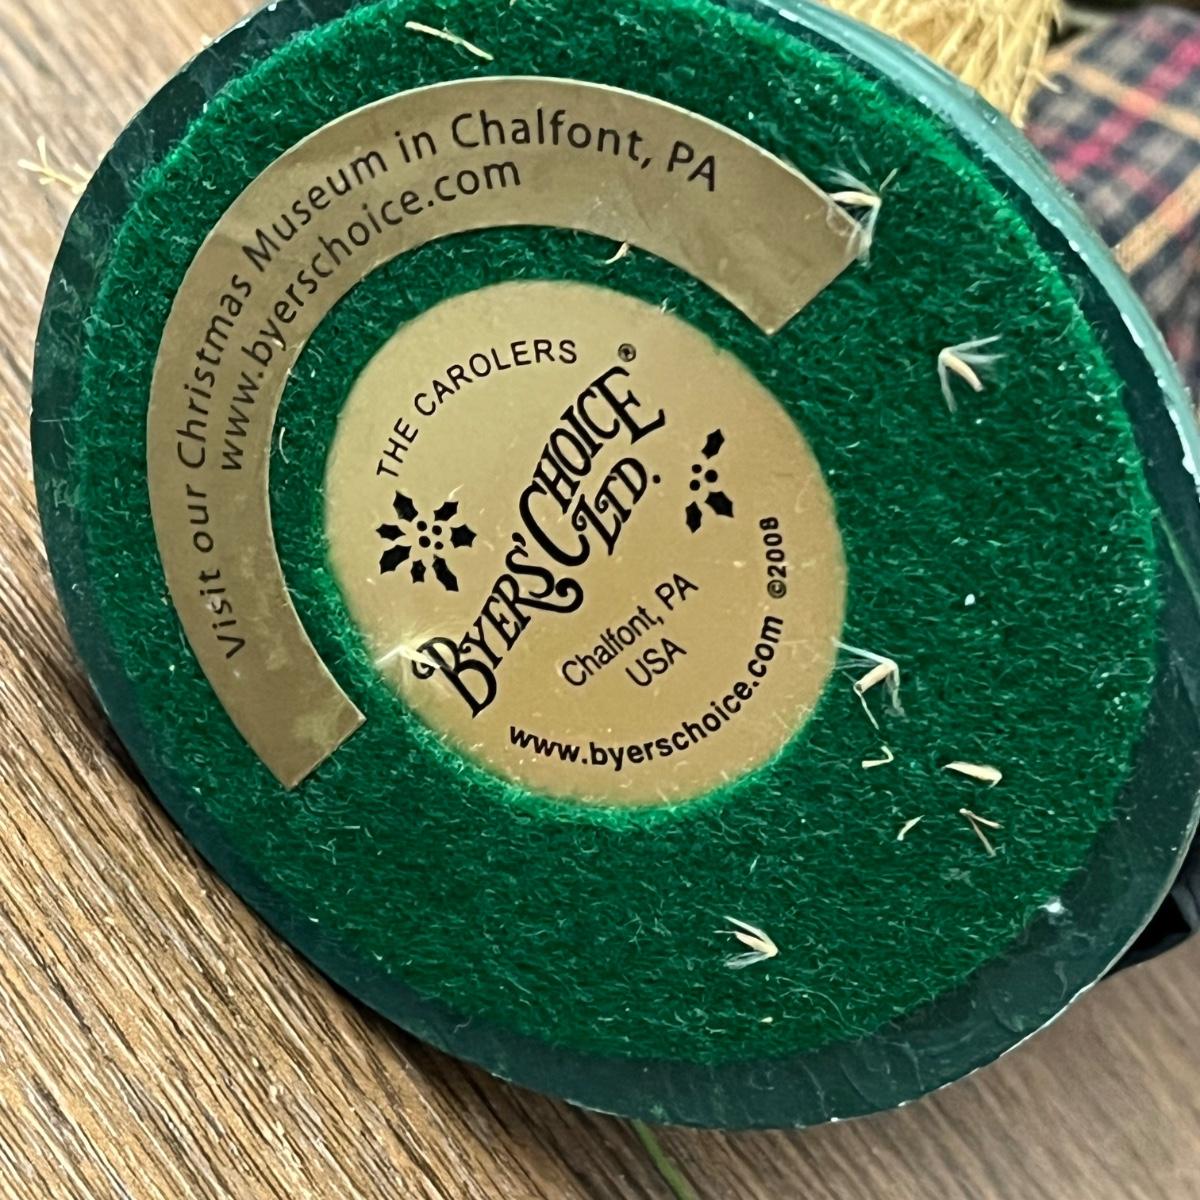 Visit our Christmas Museum in Chalfont, PA
www.byerschoice.com
THE CAROLERS
BYERS' CHOICE®
LTD.
Chalfont, PA
USA
www.byerschoice.com ©2008